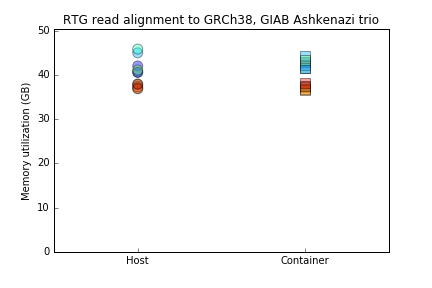 RTG read alignment to GRCh38, GIAB Ashkenazi trio
50
40
30
20
10
0
Memory utilization (GB)
Host Container